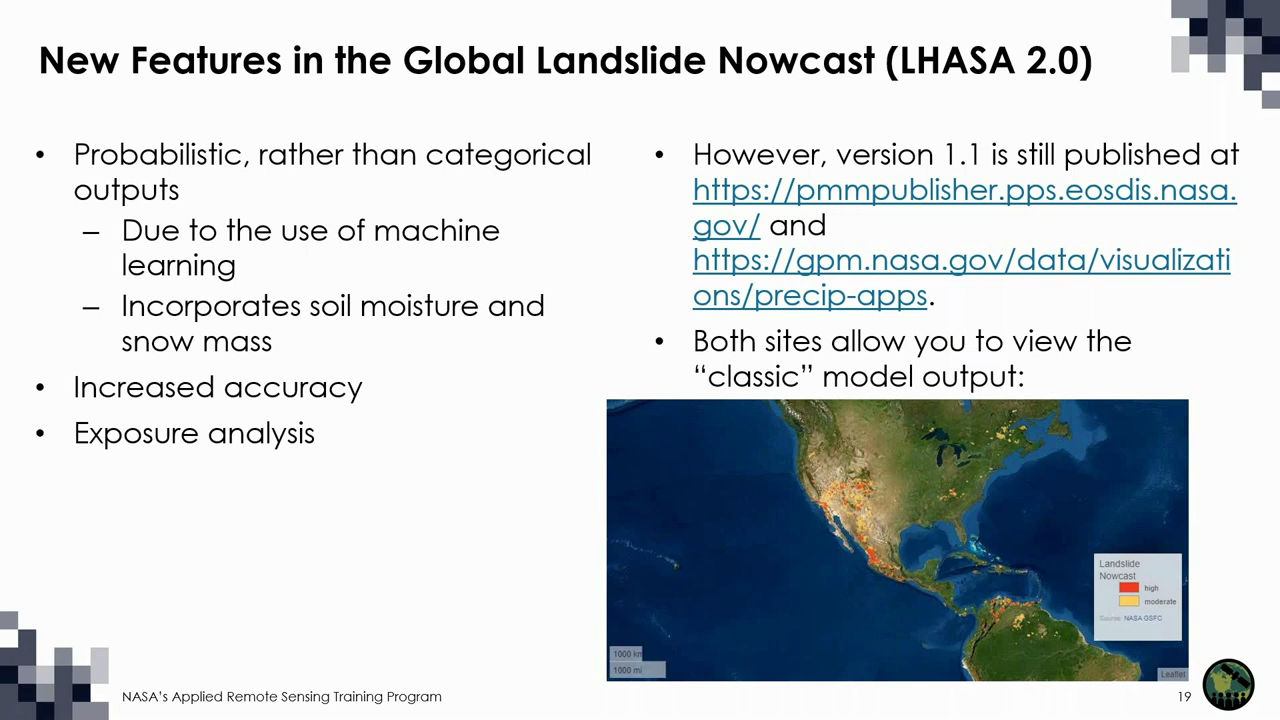 New Features in the Global Landslide Nowcast (LHASA 2.0)
• Probabilistic, rather than categorical
outputs
– Due to the use of machine
learning
– Incorporates soil moisture and
snow mass
• Increased accuracy
• Exposure analysis
• However, version 1.1 is still published at
https://pmmpublisher.pps.eosdis.nasa.
gov/ and
https://gpm.nasa.gov/data/visualizati
ons/precip-apps.
• Both sites allow you to view the
“classic” model output:
Landslide
Nowcast
high
moderate
Source: NASA GSFC
1000 km
1000 mi
Leaflet
NASA’s Applied Remote Sensing Training Program
19